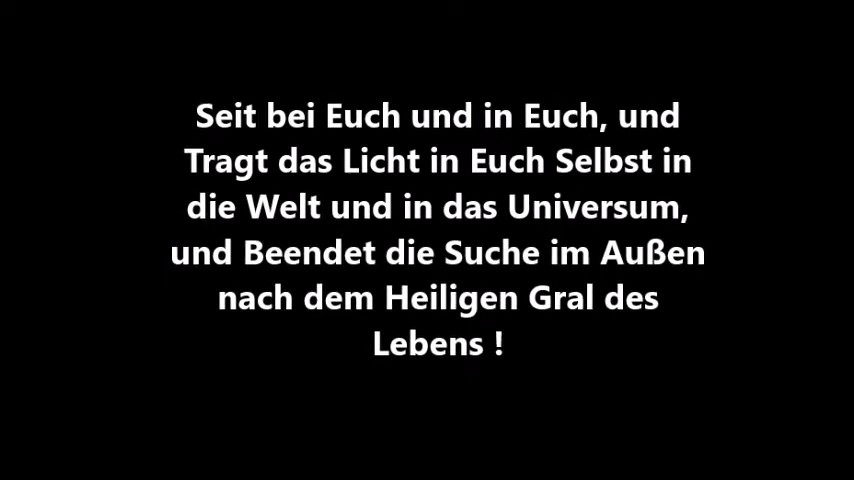 Seit bei Euch und in Euch, und
Tragt das Licht in Euch Selbst in
die Welt und in das Universum,
und Beendet die Suche im Außen
nach dem Heiligen Gral des
Lebens !